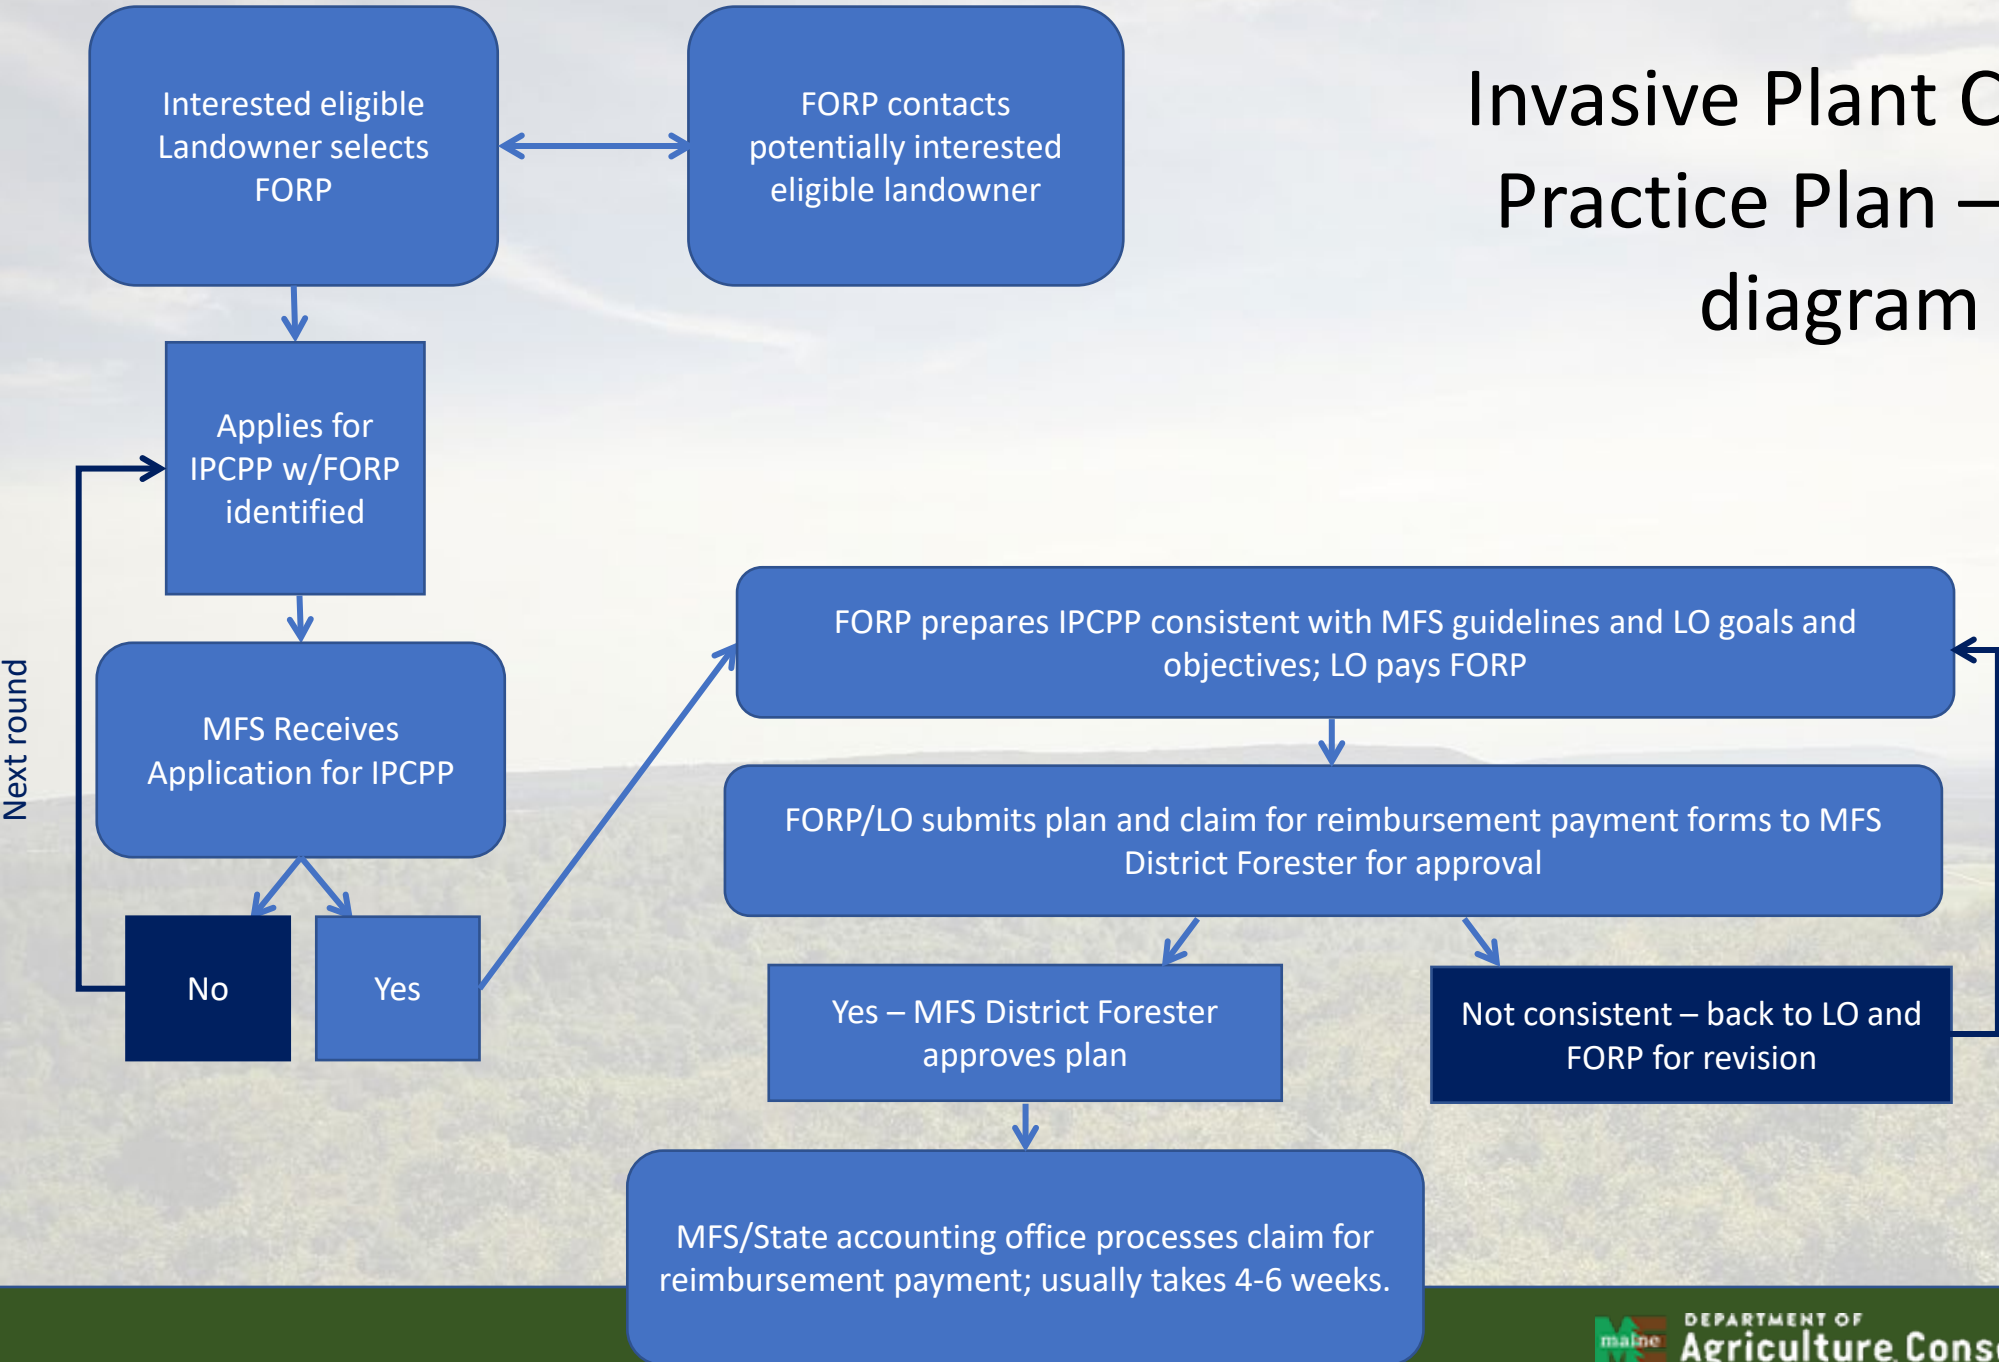 Invasive Plant C
Practice Plan –
diagram
Interested eligible
Landowner selects
FORP
FORP contacts
potentially interested
eligible landowner
Applies for
IPCPP w/FORP
identified
Next round
MFS Receives
Application for IPCPP
No
Yes
FORP prepares IPCPP consistent with MFS guidelines and LO goals and
objectives; LO pays FORP
FORP/LO submits plan and claim for reimbursement payment forms to MFS
District Forester for approval
Yes – MFS District Forester
approves plan
Not consistent – back to LO and
FORP for revision
MFS/State accounting office processes claim for
reimbursement payment; usually takes 4-6 weeks.
maine
DEPARTMENT OF
Agriculture, Conse